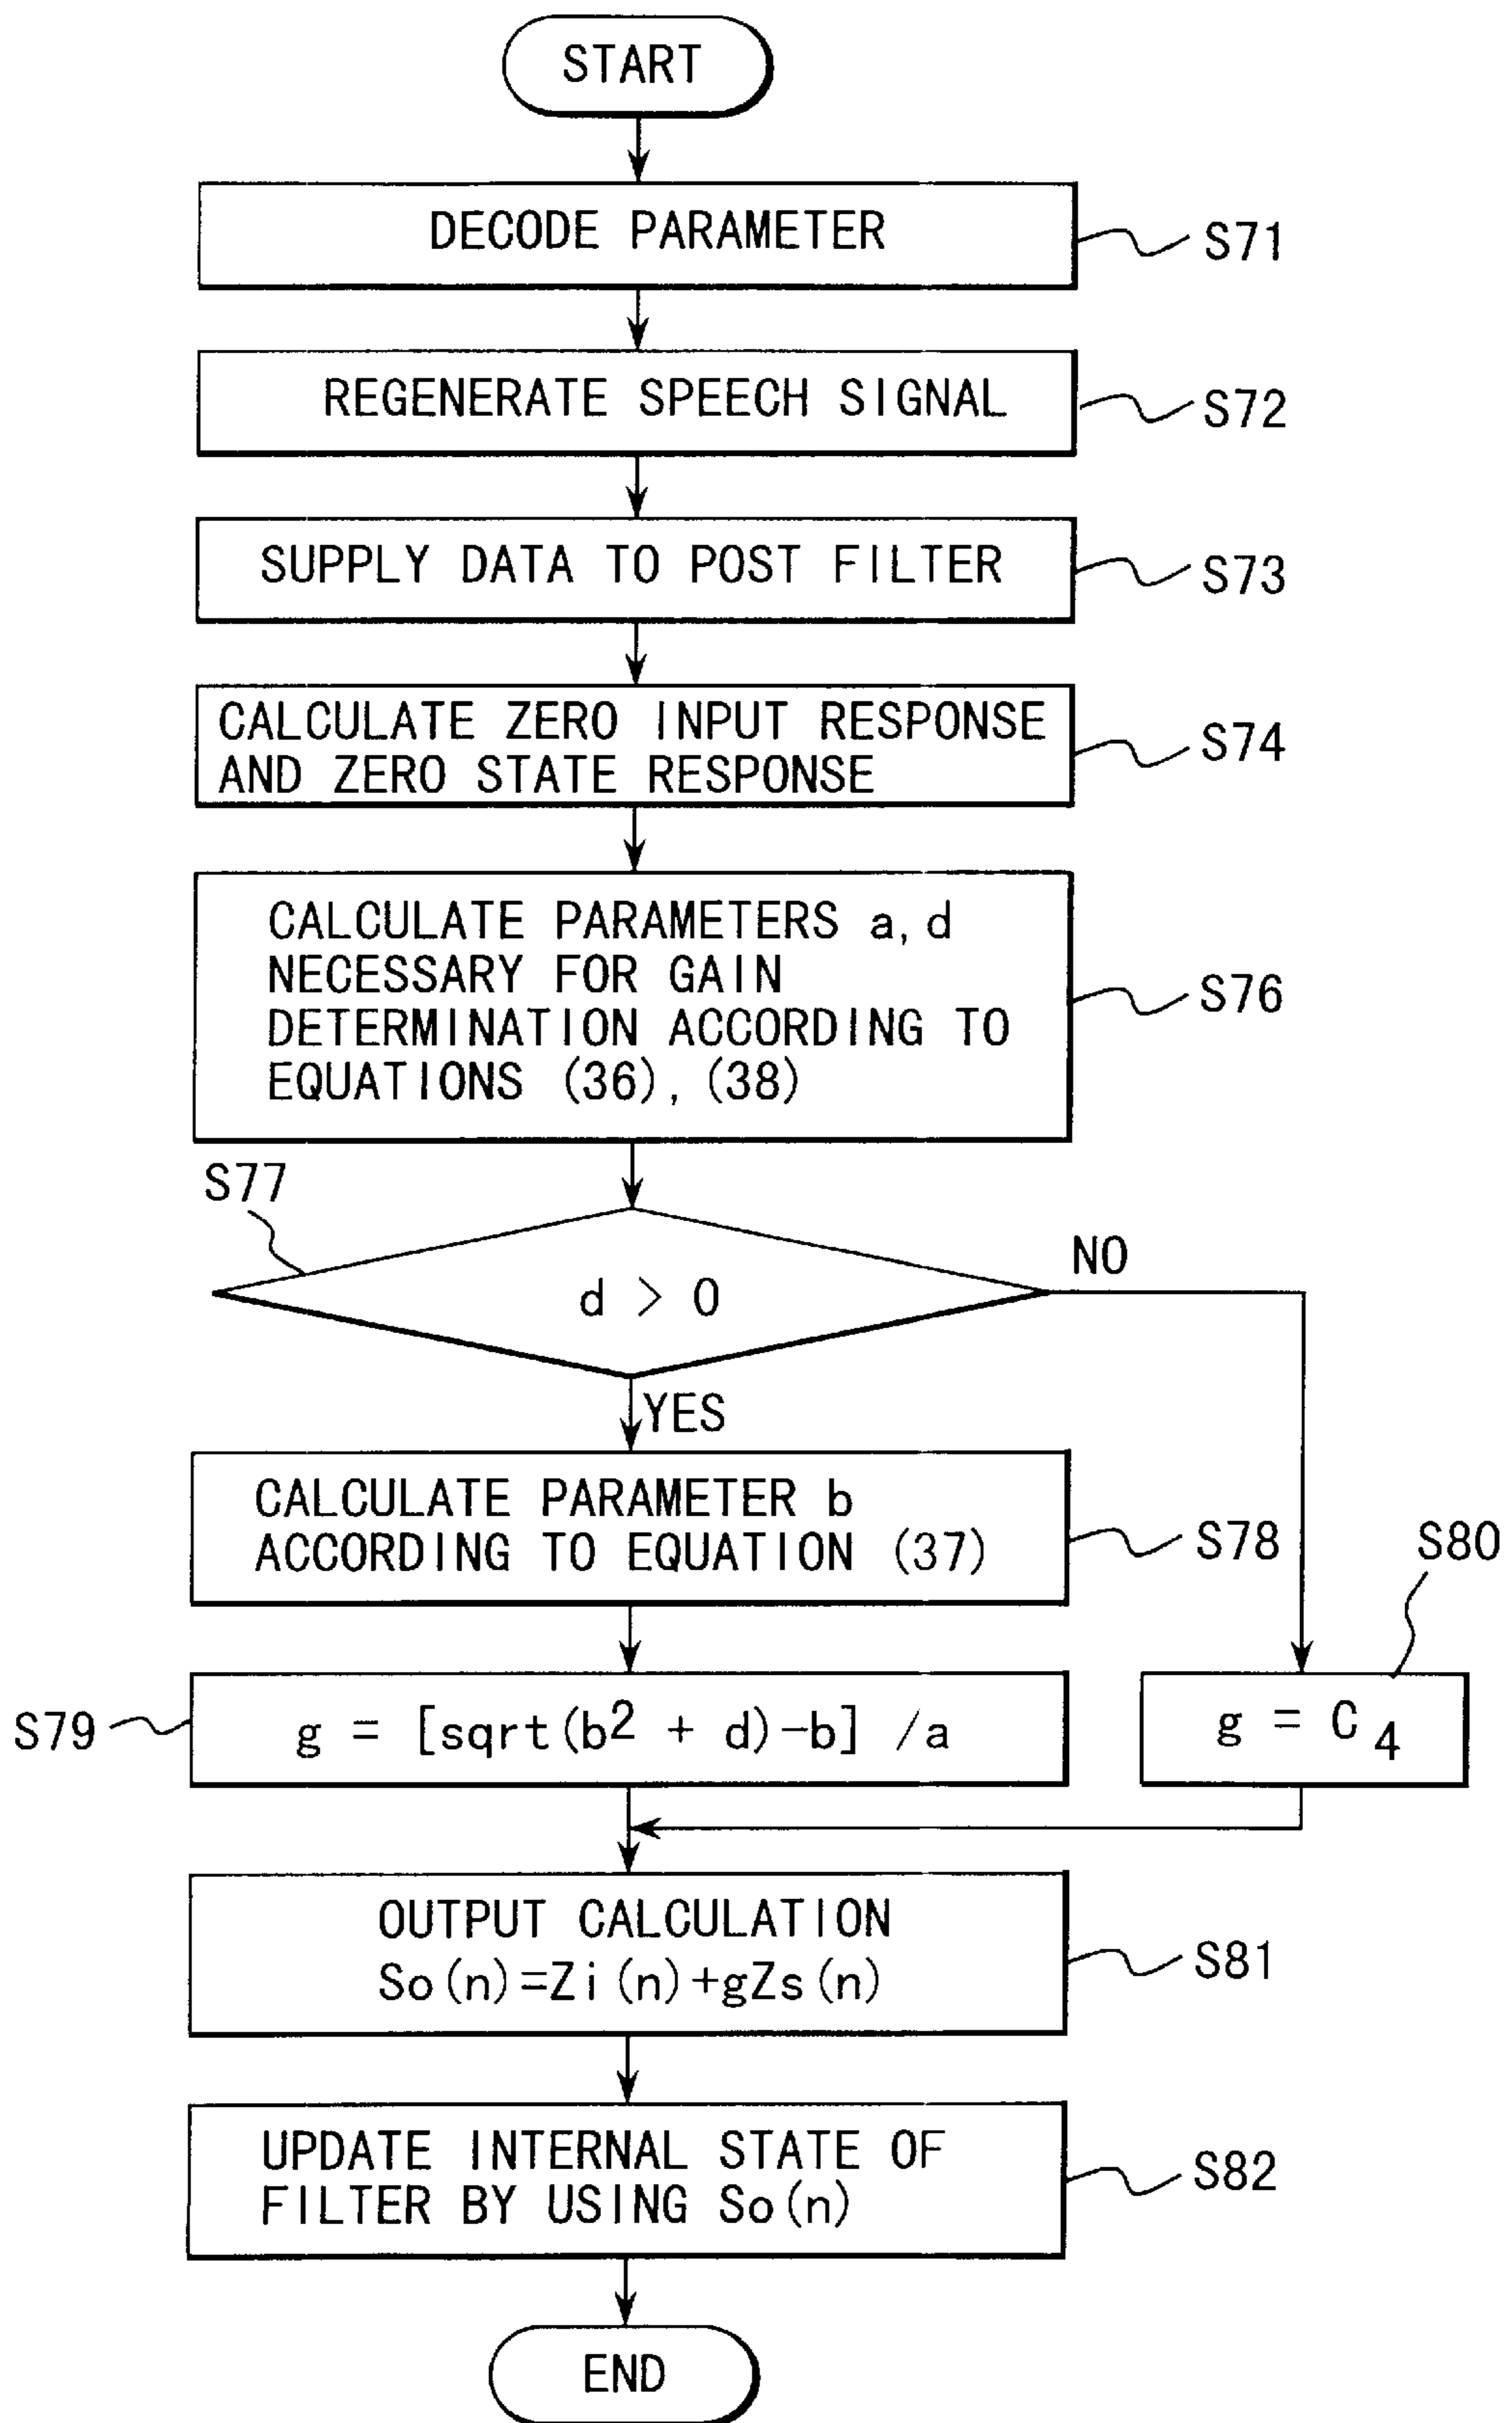 START
DECODE PARAMETER
S71
REGENERATE SPEECH SIGNAL
S72
SUPPLY DATA TO POST FILTER
S73
CALCULATE ZERO INPUT RESPONSE
AND ZERO STATE RESPONSE
S74
CALCULATE PARAMETERS a, d
NECESSARY FOR GAIN
DETERMINATION ACCORDING TO
EQUATIONS (36), (38)
S76
S77
d > 0
NO
YES
CALCULATE PARAMETER b
ACCORDING TO EQUATION (37)
S78
S80
S79
g = [sqrt(b² + d)-b] /a
g = C₄
OUTPUT CALCULATION
So(n)=Zi(n)+gZs(n)
S81
UPDATE INTERNAL STATE OF
FILTER BY USING So(n)
S82
END